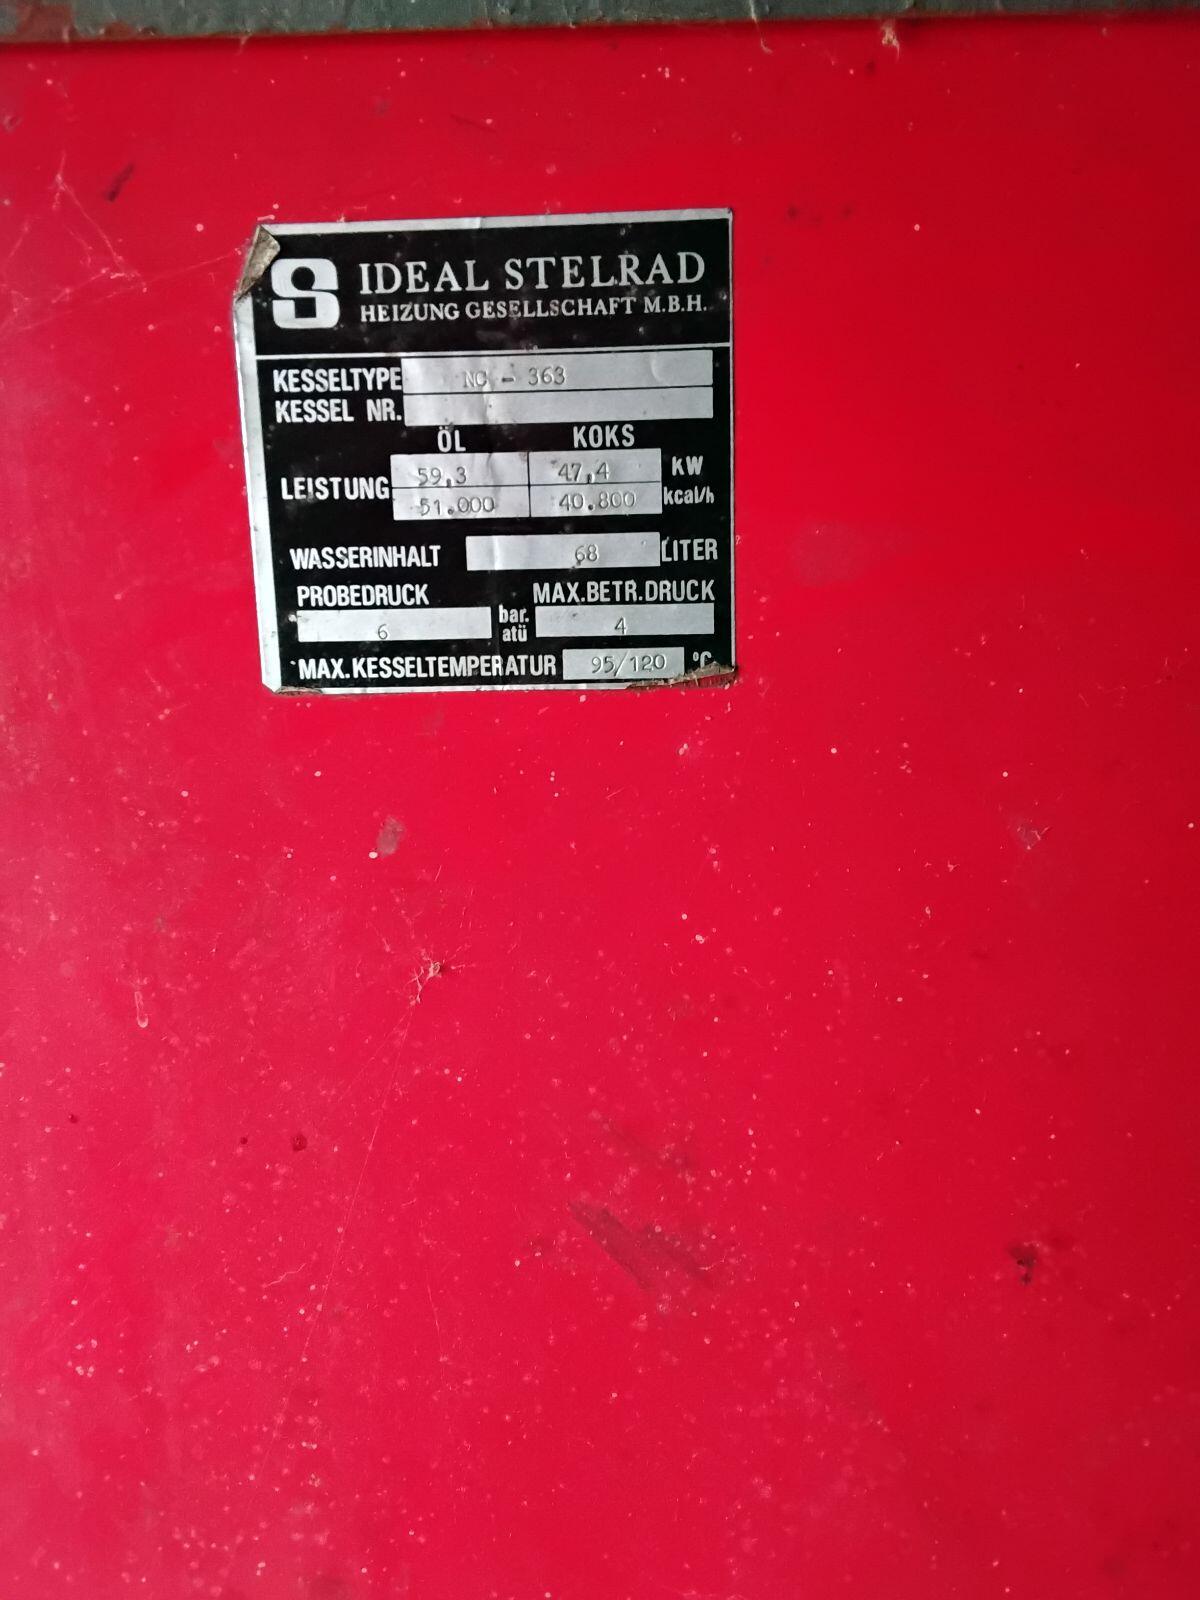 IDEAL STELRAD
HEIZUNG GESELLSCHAFT M.B.H.
KESSELTYPE NC - 363
KESSEL NR.
ÖL KOKS
LEISTUNG 59,3 47,4 kW
51.000 40.800 kcal/h
WASSERINHALT 68 LITER
PROBEDRUCK MAX.BETR.DRUCK
6 bar. atü 4
MAX.KESSELTEMPERATUR 95/120 °C